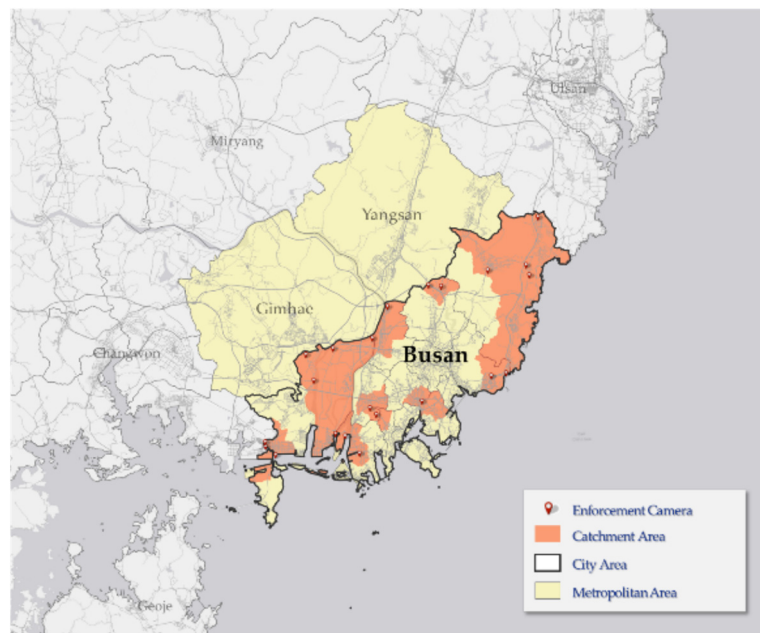 Ulsan
Miryang
Yangsan
Gimhae
Changwon
Busan
Geoje
Enforcement Camera
Catchment Area
City Area
Metropolitan Area